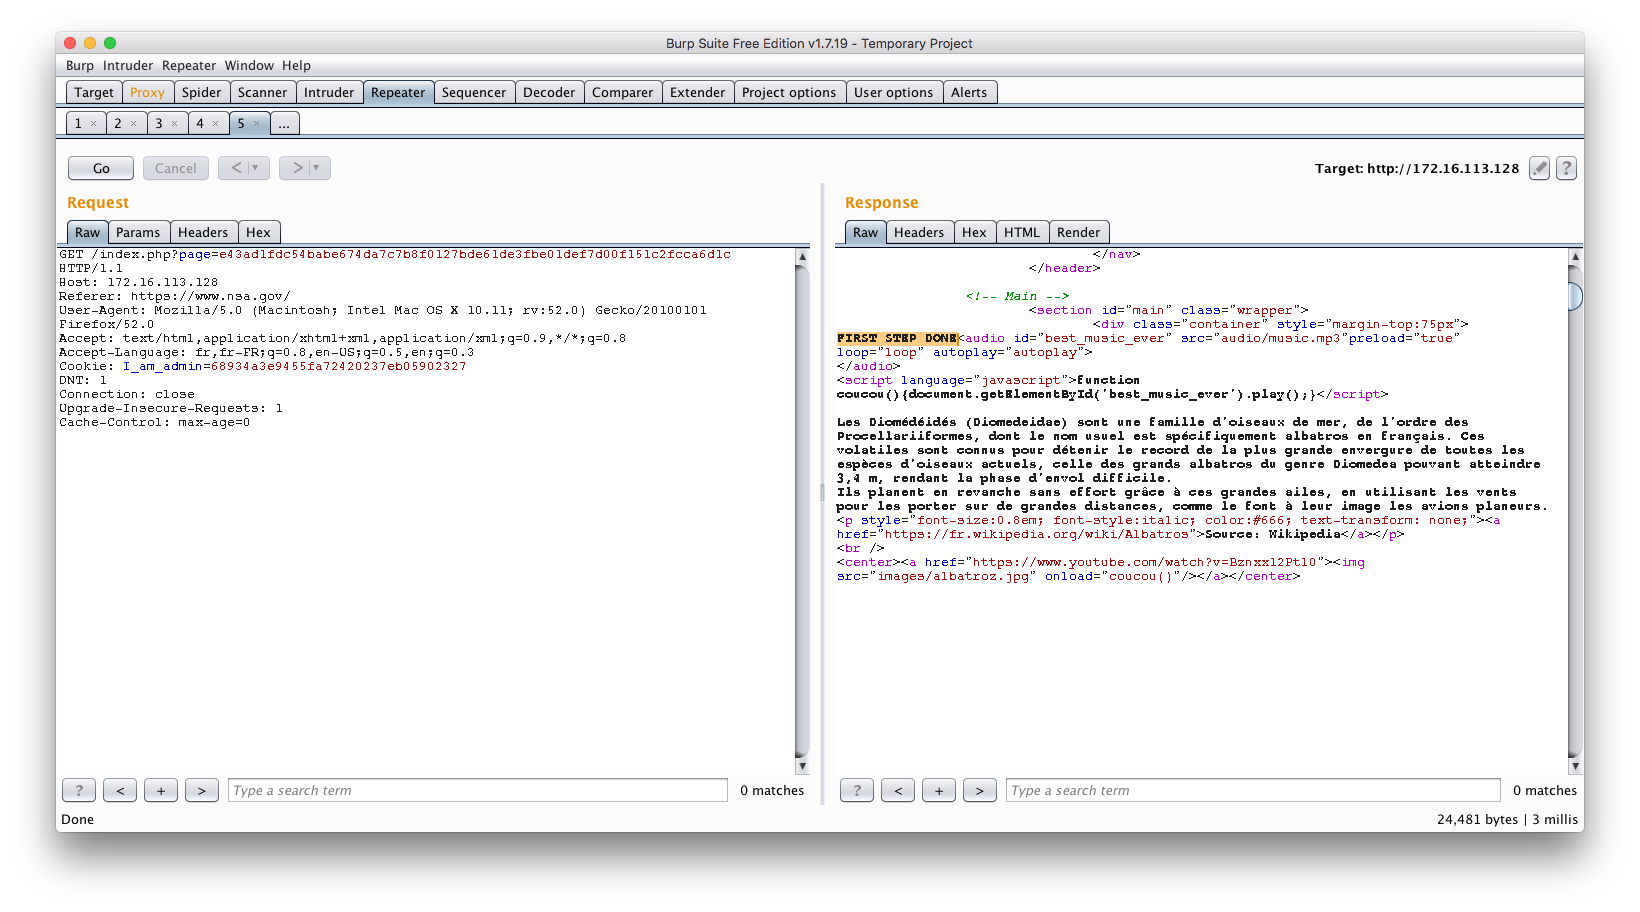 Burp Suite Free Edition v1.7.19 - Temporary Project
Burp Intruder Repeater Window Help
Target Proxy Spider Scanner Intruder Repeater Sequencer Decoder Comparer Extender Project options User options Alerts
1 × 2 × 3 × 4 × 5 × ...
Go Cancel < > Target: http://172.16.113.128 ?
Request
Raw Params Headers Hex
GET /index.php?page=e43ad1fdc54babe674da7c7b8f0127bde61de3fbe01def7d00f151c2fcca6d1c
HTTP/1.1
Host: 172.16.113.128
Referer: https://www.nsa.gov/
User-Agent: Mozilla/5.0 (Macintosh; Intel Mac OS X 10.11; rv:52.0) Gecko/20100101
Firefox/52.0
Accept: text/html,application/xhtml+xml,application/xml;q=0.9,*/*;q=0.8
Accept-Language: fr,fr-FR;q=0.8,en-US;q=0.5,en;q=0.3
Cookie: I_am_admin=68934a3e9455fa72420237eb05902327
DNT: 1
Connection: close
Upgrade-Insecure-Requests: 1
Cache-Control: max-age=0
? < + > Type a search term 0 matches
Response
Raw Headers Hex HTML Render
</nav>
</header>
<!-- Main -->
<section id="main" class="wrapper">
<div class="container" style="margin-top:75px">
FIRST STEP DONE<audio id="best_music_ever" src="audio/music.mp3"preload="true"
loop="loop" autoplay="autoplay">
</audio>
<script language="javascript">function
coucou(){document.getElementById('best_music_ever').play();}</script>
Les Diomédéidés (Diomedeidae) sont une famille d'oiseaux de mer, de l'ordre des
Procellariiformes, dont le nom usuel est spécifiquement albatros en français. Ces
volatiles sont connus pour détenir le record de la plus grande envergure de toutes les
espèces d'oiseaux actuels, celle des grands albatros du genre Diomedea pouvant atteindre
3,4 m, rendant la phase d'envol difficile.
Ils planent en revanche sans effort grâce à ces grandes ailes, en utilisant les vents
pour les porter sur de grandes distances, comme le font à leur image les avions planeurs.
<p style="font-size:0.8em; font-style:italic; color:#666; text-transform: none;"><a
href="https://fr.wikipedia.org/wiki/Albatros">Source: Wikipedia</a></p>
<br />
<center><a href="https://www.youtube.com/watch?v=Bznxx12Ptl0"><img
src="images/albatroz.jpg" onload="coucou()"/></a></center>
? < + > Type a search term 0 matches
Done 24,481 bytes | 3 millis